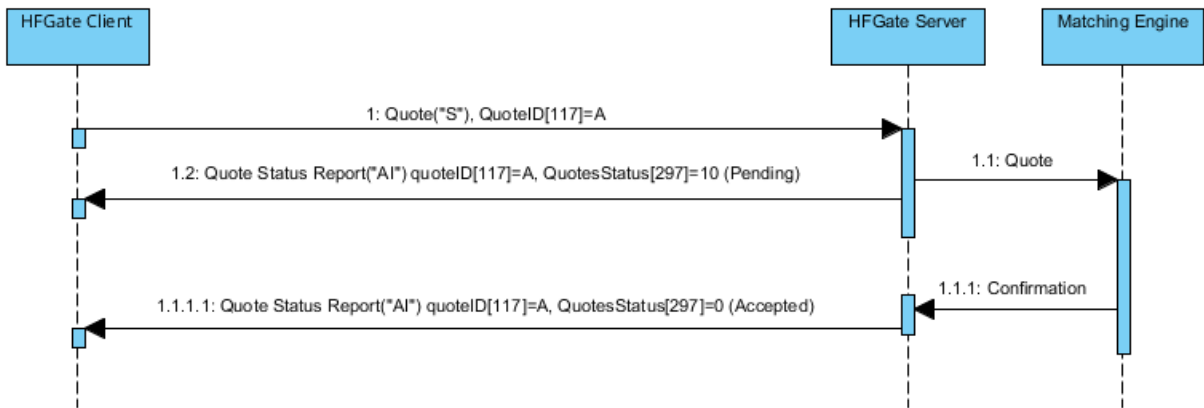 HFGate Client
HFGate Server
Matching Engine
1: Quote("S"), QuoteID[117]=A
1.1: Quote
1.2: Quote Status Report("AI") quoteID[117]=A, QuotesStatus[297]=10 (Pending)
1.1.1: Confirmation
1.1.1.1: Quote Status Report("AI") quoteID[117]=A, QuotesStatus[297]=0 (Accepted)